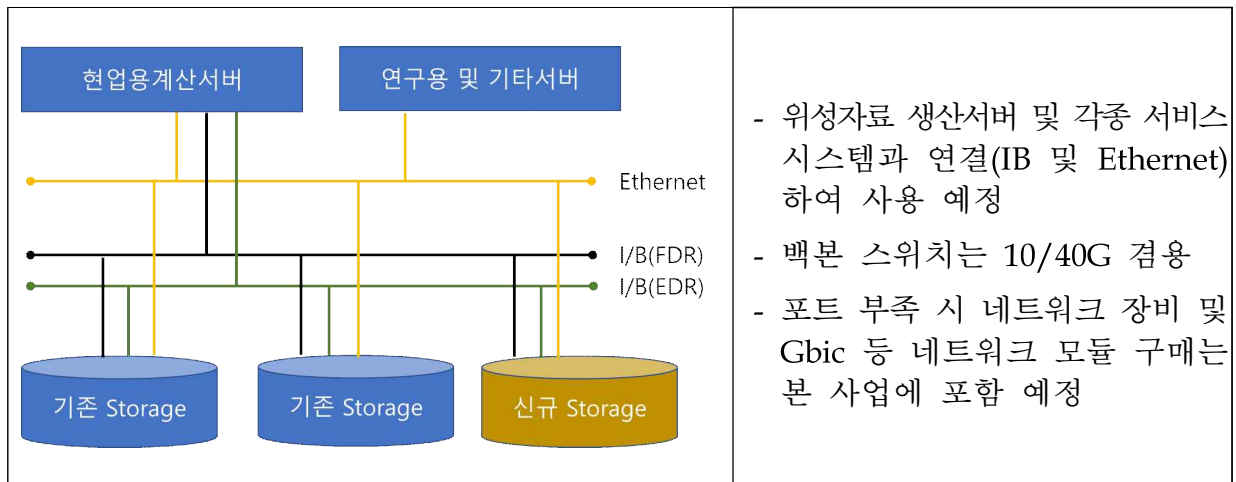 현업용계산서버
연구용 및 기타서버
Ethernet
I/B(FDR)
I/B(EDR)
기존 Storage
기존 Storage
신규 Storage
- 위성자료 생산서버 및 각종 서비스
시스템과 연결(IB 및 Ethernet)
하여 사용 예정
- 백본 스위치는 10/40G 겸용
- 포트 부족 시 네트워크 장비 및
Gbic 등 네트워크 모듈 구매는
본 사업에 포함 예정